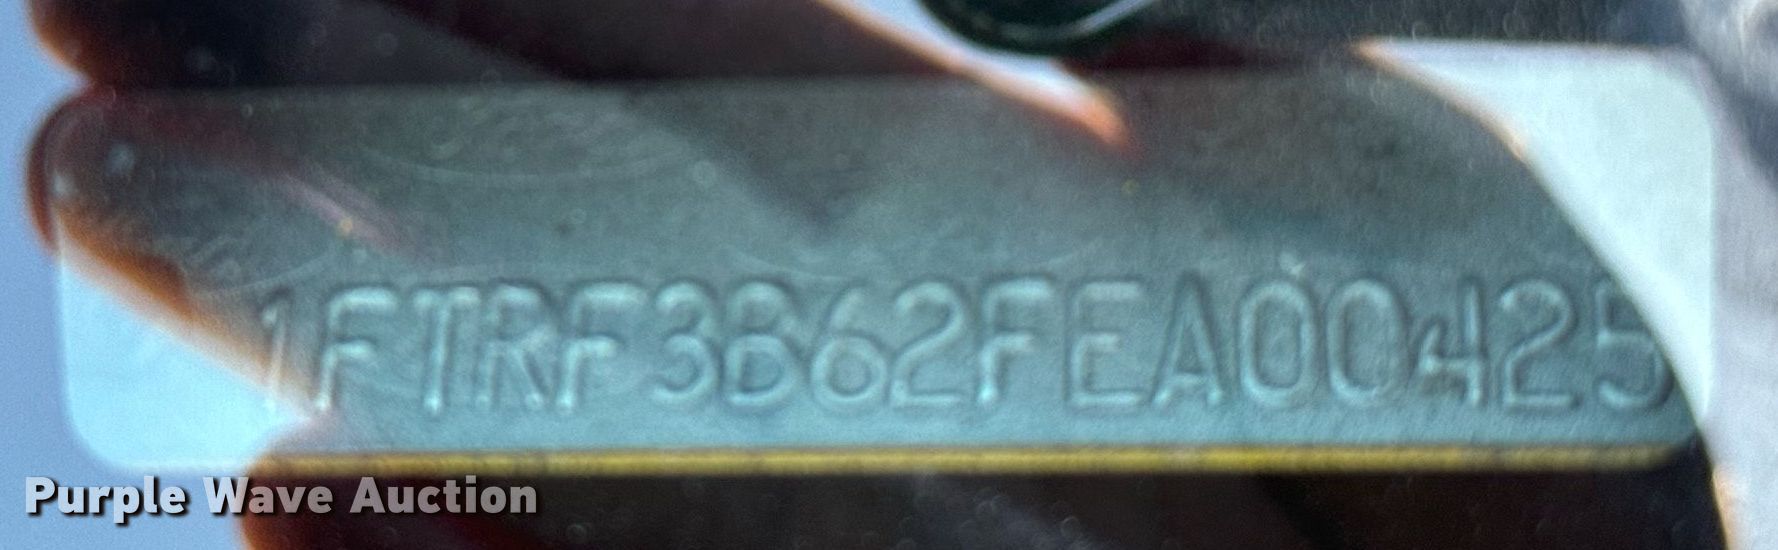 1FTRF3B62FEA00425
Purple Wave Auction